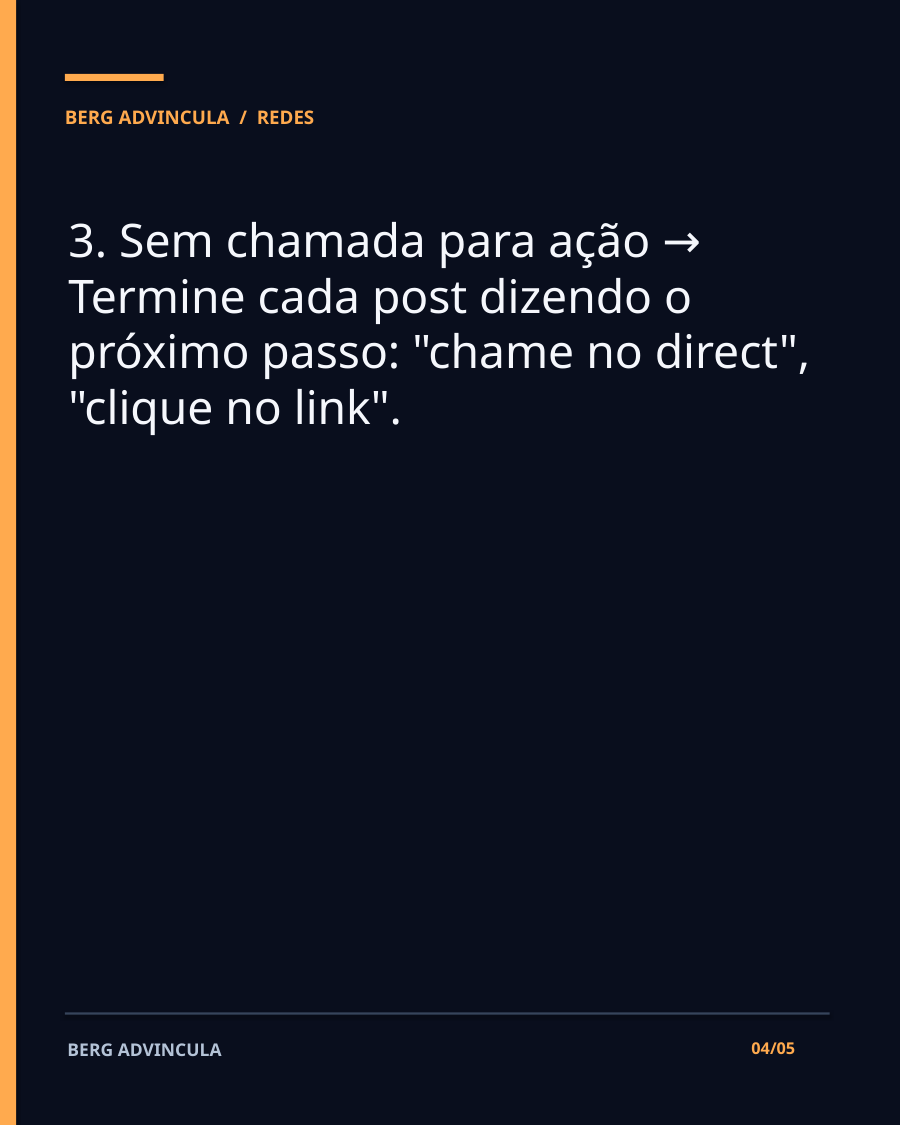 BERG ADVINCULA / REDES
3. Sem chamada para ação →
Termine cada post dizendo o
próximo passo: "chame no direct",
"clique no link".
BERG ADVINCULA
04/05